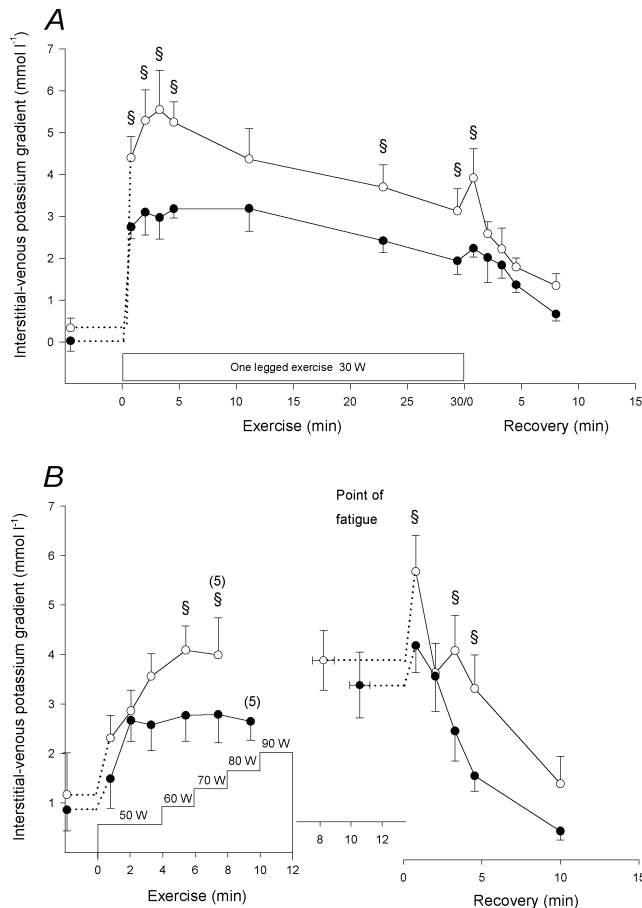 A
Interstitial-venous potassium gradient (mmol l-1)
7
6
5
4
3
2
1
0
§ § § § § § §
One legged exercise 30 W
0 5 10 15 20 25 30/0 5 10 15
Exercise (min) Recovery (min)
B
Interstitial-venous potassium gradient (mmol l-1)
7
6
5
4
3
2
1
Point of
fatigue
§
(5)
§ § § §
(5)
50 W 60 W 70 W 80 W 90 W
0 2 4 6 8 10 12
8 10 12
0 5 10 15
Exercise (min) Recovery (min)